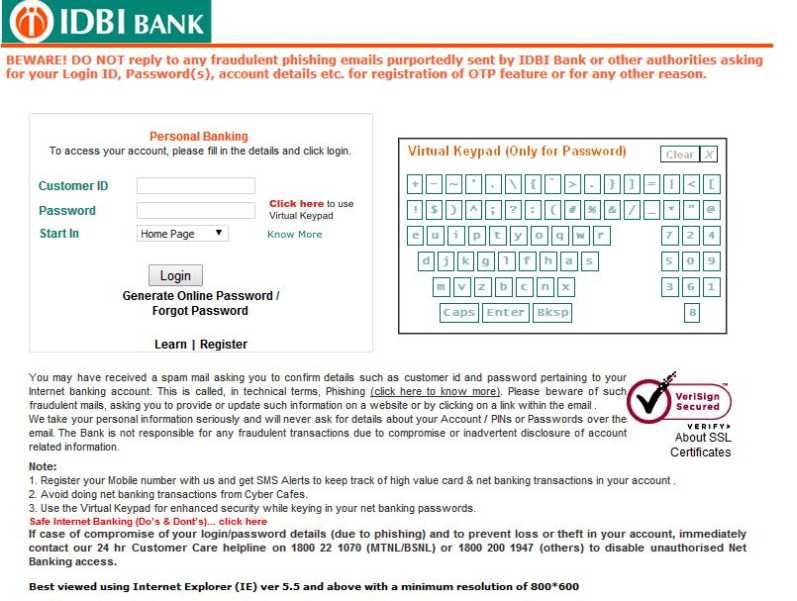 IDBI BANK
BEWARE! DO NOT reply to any fraudulent phishing emails purportedly sent by IDBI Bank or other authorities asking
for your Login ID, Password(s), account details etc. for registration of OTP feature or for any other reason.
Personal Banking
To access your account, please fill in the details and click login.
Customer ID
Password
Click here to use
Virtual Keypad
Start In
Home Page
Know More
Login
Generate Online Password /
Forgot Password
Learn | Register
Virtual Keypad (Only for Password)
Clear X
! $ ) ^ ; ? : ( # % & / _ * " @
e u i p t y o q w r 7 2 4
d j k g l f h a s 5 0 9
m v z b c n x 3 6 1
Caps Enter Bksp 8
You may have received a spam mail asking you to confirm details such as customer id and password pertaining to your
Internet banking account. This is called, in technical terms, Phishing (click here to know more). Please beware of such
fraudulent mails, asking you to provide or update such information on a website or by clicking on a link within the email .
We take your personal information seriously and will never ask for details about your Account / PINs or Passwords over the
email. The Bank is not responsible for any fraudulent transactions due to compromise or inadvertent disclosure of account
related information.
VeriSign
Secured
VERIFY
About SSL
Certificates
Note:
1. Register your Mobile number with us and get SMS Alerts to keep track of high value card & net banking transactions in your account .
2. Avoid doing net banking transactions from Cyber Cafes.
3. Use the Virtual Keypad for enhanced security while keying in your net banking passwords.
Safe Internet Banking (Do's & Dont's)... click here
If case of compromise of your login/password details (due to phishing) and to prevent loss or theft in your account, immediately
contact our 24 hr Customer Care helpline on 1800 22 1070 (MTNL/BSNL) or 1800 200 1947 (others) to disable unauthorised Net
Banking access.
Best viewed using Internet Explorer (IE) ver 5.5 and above with a minimum resolution of 800*600